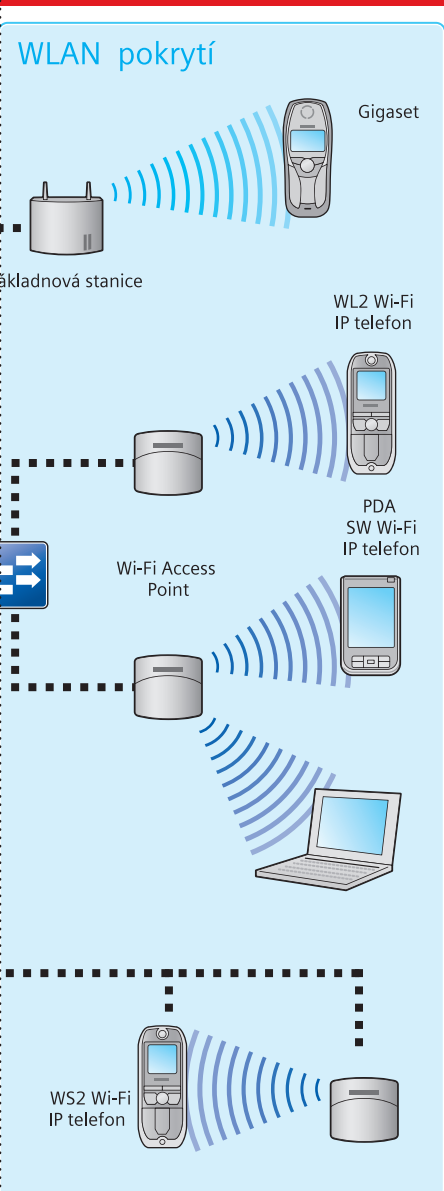 WLAN pokrytí
Gigaset
ákladnová stanice
WL2 Wi-Fi
IP telefon
PDA
SW Wi-Fi
IP telefon
Wi-Fi Access
Point
WS2 Wi-Fi
IP telefon